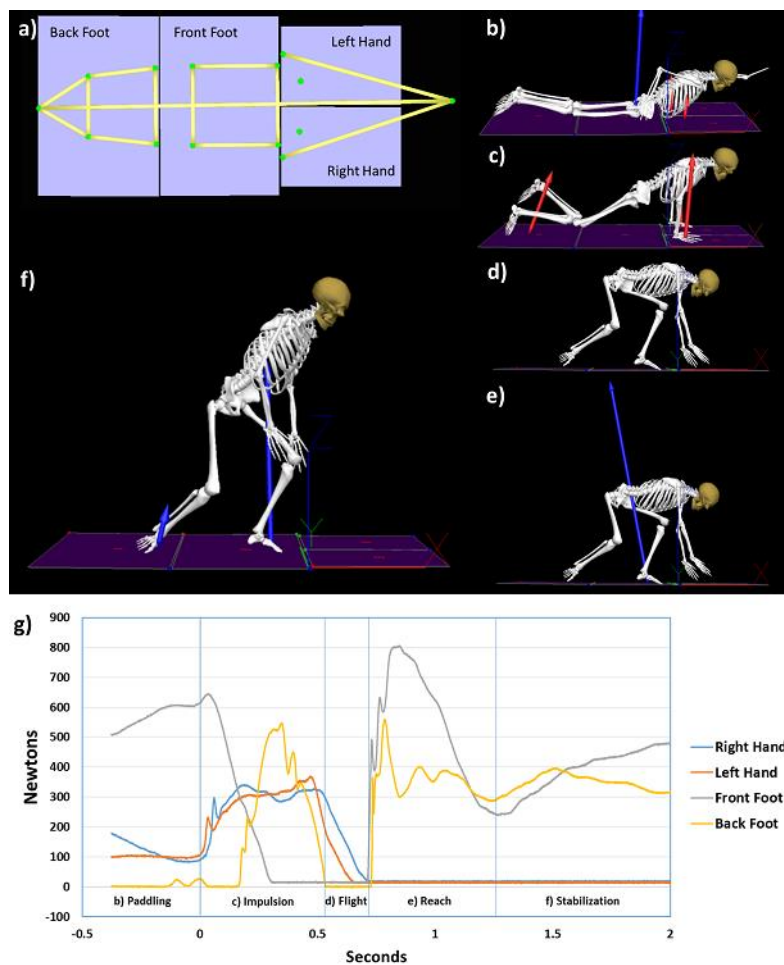 a)
Back Foot
Front Foot
Left Hand
Right Hand
b)
c)
d)
e)
f)
g)
900
800
700
600
500
400
300
200
100
0
-100
Newtons
b) Paddling
c) Impulsion
d) Flight
e) Reach
f) Stabilization
-0.5
0
0.5
1
1.5
2
Seconds
Right Hand
Left Hand
Front Foot
Back Foot